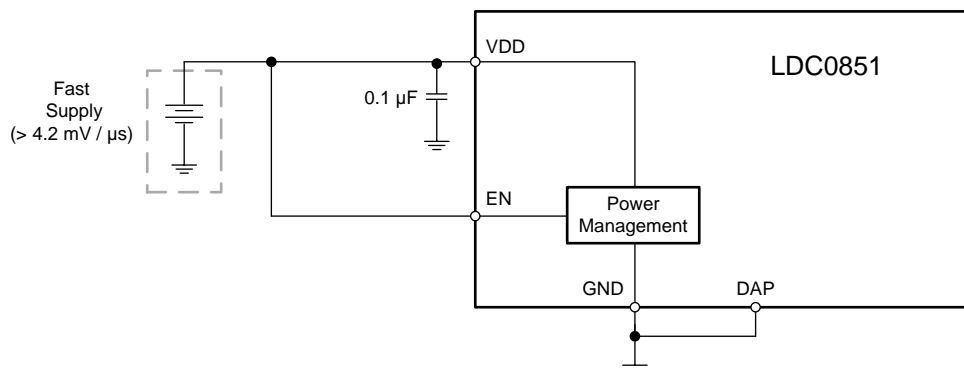 VDD
LDC0851
Fast
Supply
(> 4.2 mV / µs)
0.1 µF
EN
Power
Management
GND
DAP